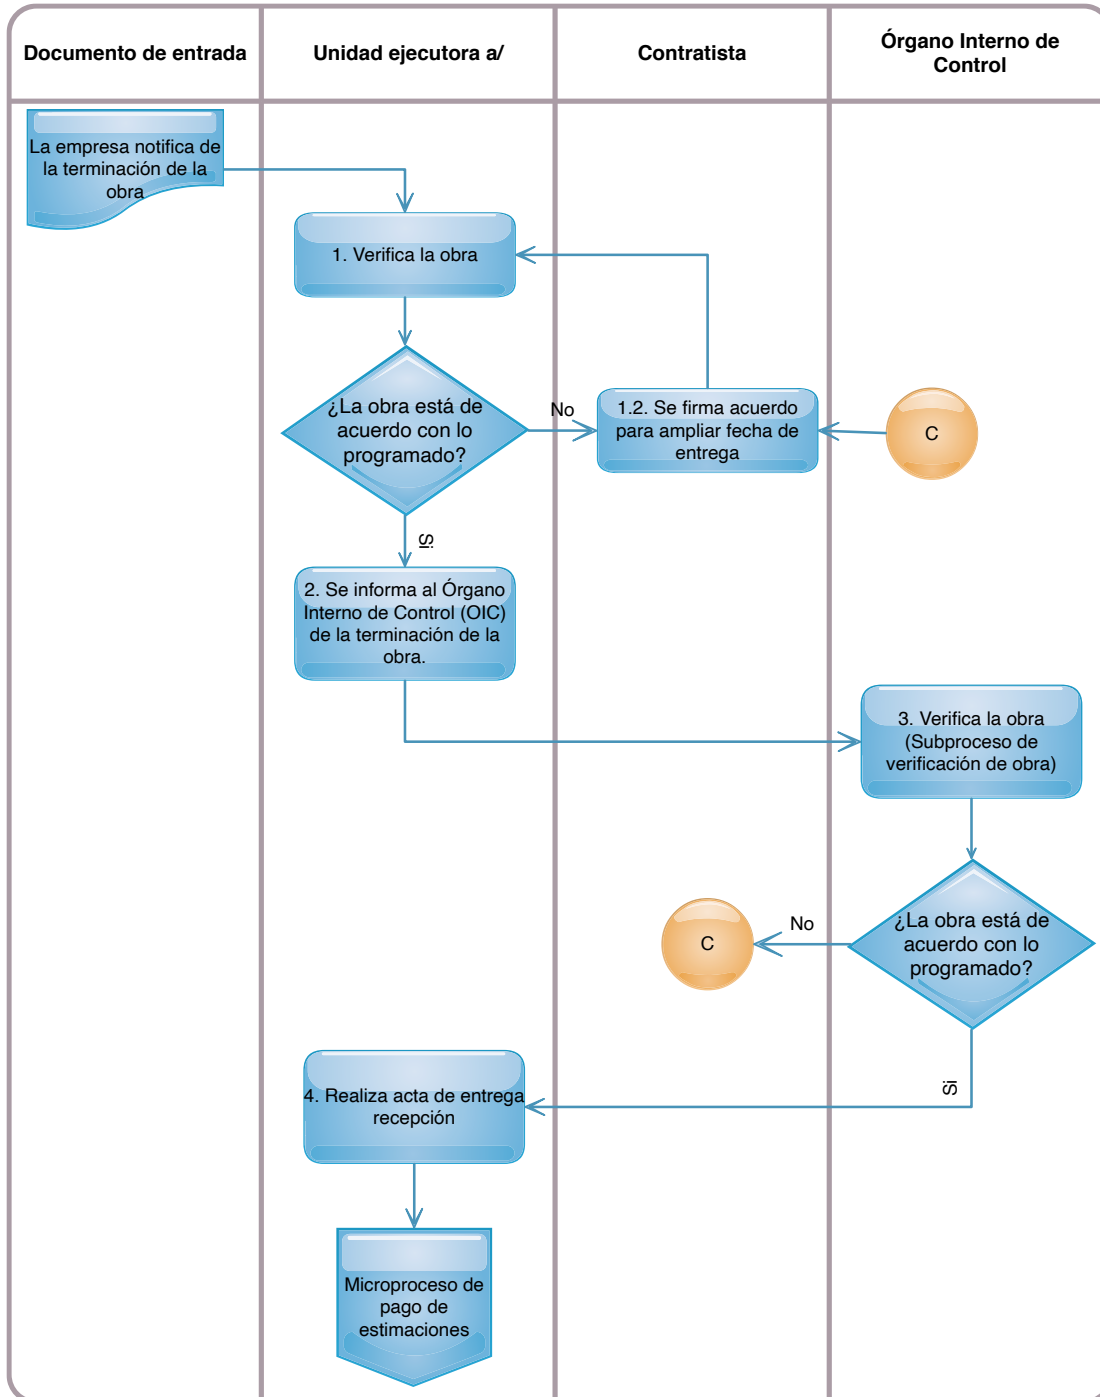 Documento de entrada
Unidad ejecutora a/
Contratista
Órgano Interno de
Control
La empresa notifica de
la terminación de la
obra
1. Verifica la obra
¿La obra está de
acuerdo con lo
programado?
No
1.2. Se firma acuerdo
para ampliar fecha de
entrega
C
Si
2. Se informa al Órgano
Interno de Control (OIC)
de la terminación de la
obra.
3. Verifica la obra
(Subproceso de
verificación de obra)
¿La obra está de
acuerdo con lo
programado?
No
C
Si
4. Realiza acta de entrega
recepción
Microproceso de
pago de
estimaciones